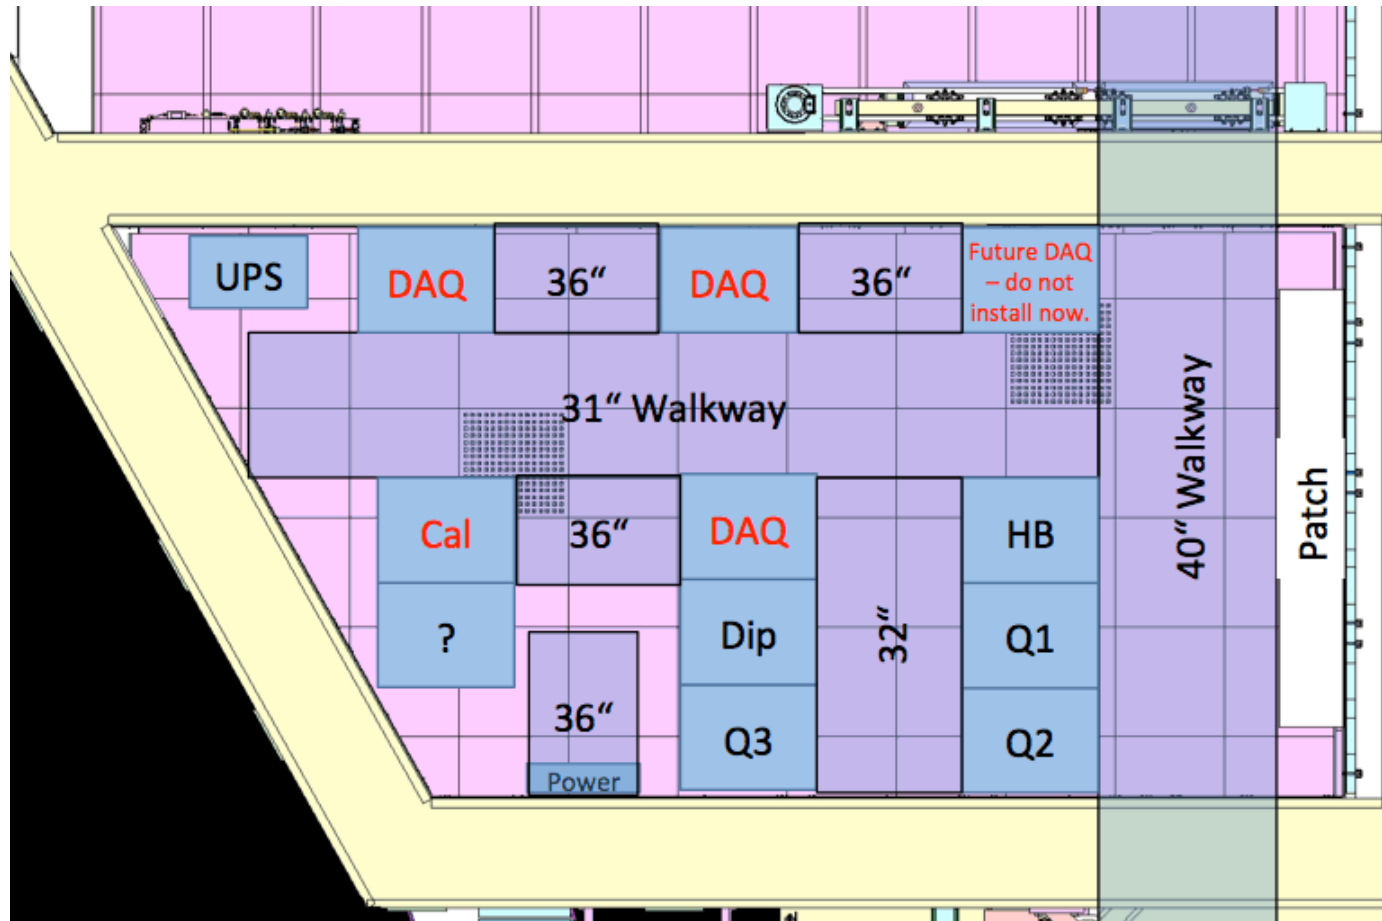 UPS
DAQ
36“
DAQ
36“
Future DAQ
– do not
install now.
31“ Walkway
40“ Walkway
Patch
Cal
36“
DAQ
HB
?
Dip
32“
Q1
36“
Q3
Q2
Power